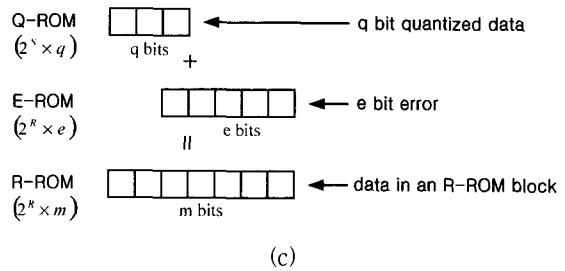 Q-ROM
(2^S × q)
q bits
q bit quantized data
+
E-ROM
(2^R × e)
e bits
e bit error
=
R-ROM
(2^R × m)
m bits
data in an R-ROM block
(c)